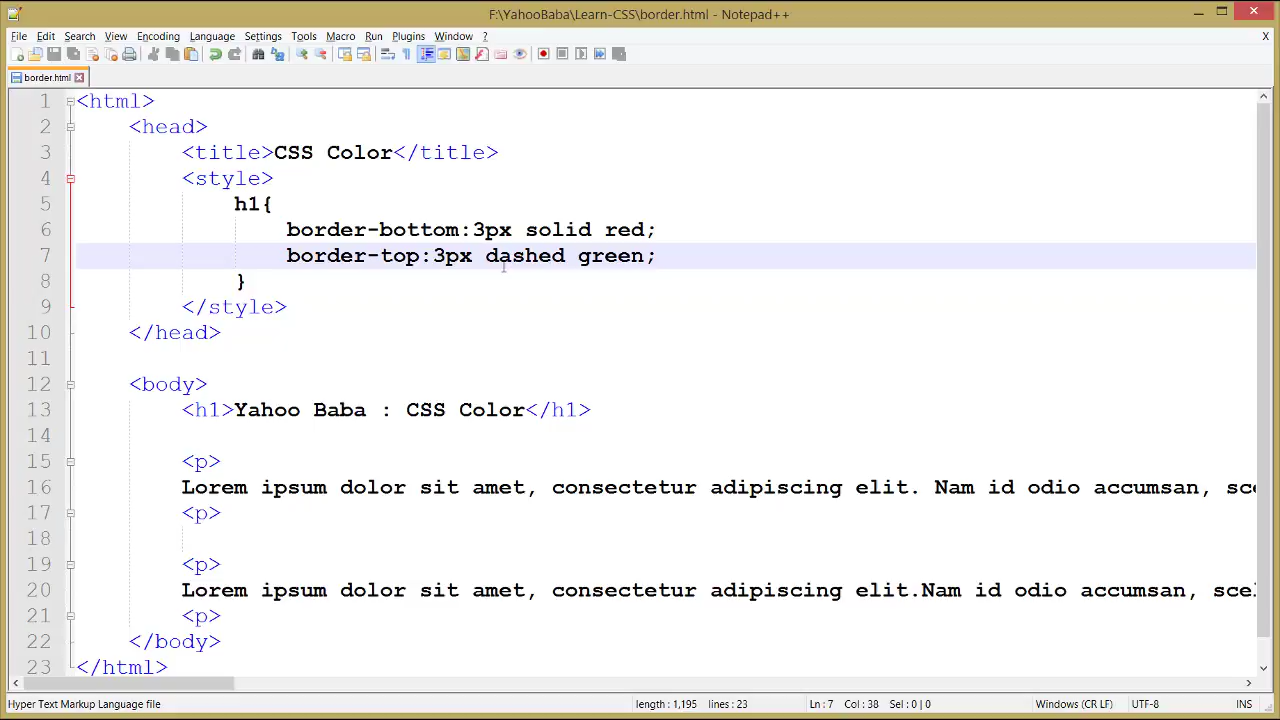 F:\YahooBaba\Learn-CSS\border.html - Notepad++
File Edit Search View Encoding Language Settings Tools Macro Run Plugins Window ? X
border.html
1 <html>
2 <head>
3 <title>CSS Color</title>
4 <style>
5 h1{
6 border-bottom:3px solid red;
7 border-top:3px dashed green;
8 }
9 </style>
10 </head>
11
12 <body>
13 <h1>Yahoo Baba : CSS Color</h1>
14
15 <p>
16 Lorem ipsum dolor sit amet, consectetur adipiscing elit. Nam id odio accumsan, sce
17 <p>
18
19 <p>
20 Lorem ipsum dolor sit amet, consectetur adipiscing elit.Nam id odio accumsan, scel
21 <p>
22 </body>
23 </html>
Hyper Text Markup Language file length : 1,195 lines : 23 Ln : 7 Col : 38 Sel : 0 | 0 Windows (CR LF) UTF-8 INS